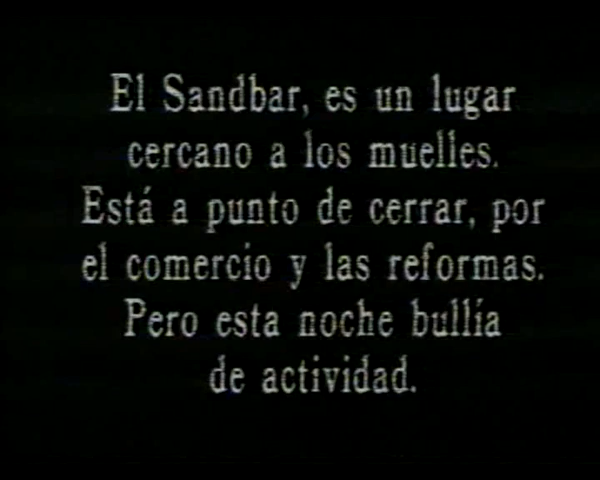 El Sandbar, es un lugar
cercano a los muelles.
Está a punto de cerrar, por
el comercio y las reformas.
Pero esta noche bullía
de actividad.